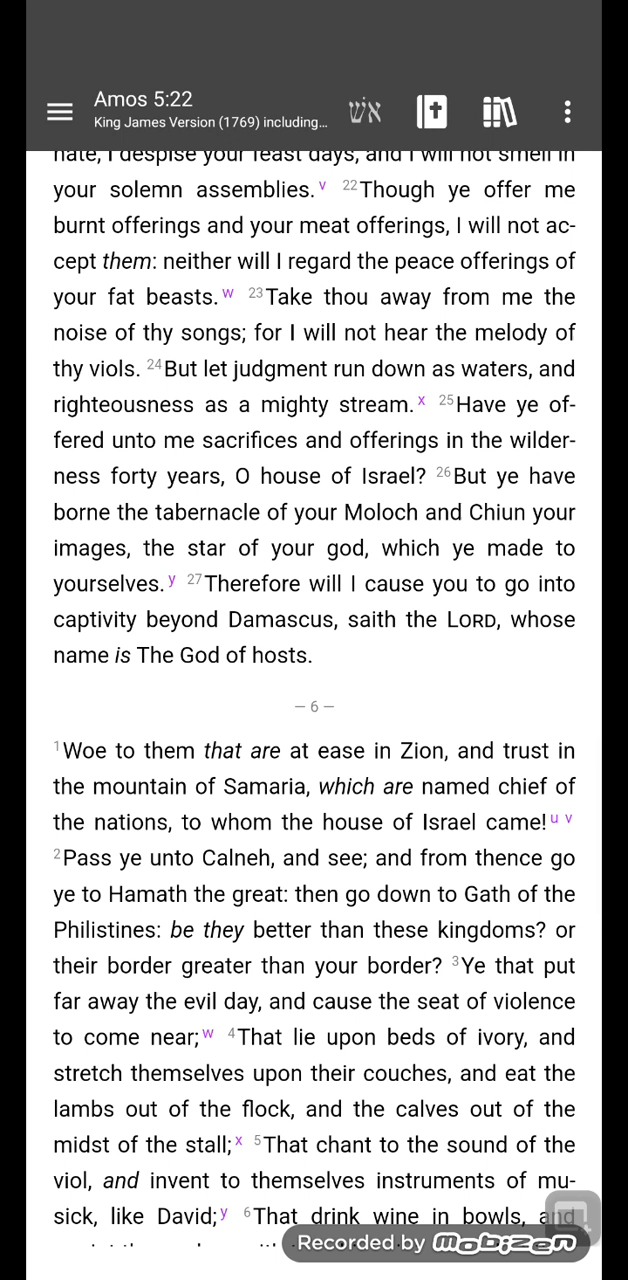 Amos 5:22
King James Version (1769) including...
אש
hate, I despise your feast days, and I will not smell in
your solemn assemblies. v 22 Though ye offer me
burnt offerings and your meat offerings, I will not ac-
cept them: neither will I regard the peace offerings of
your fat beasts. w 23 Take thou away from me the
noise of thy songs; for I will not hear the melody of
thy viols. 24 But let judgment run down as waters, and
righteousness as a mighty stream. x 25 Have ye of-
fered unto me sacrifices and offerings in the wilder-
ness forty years, O house of Israel? 26 But ye have
borne the tabernacle of your Moloch and Chiun your
images, the star of your god, which ye made to
yourselves. y 27 Therefore will I cause you to go into
captivity beyond Damascus, saith the LORD, whose
name is The God of hosts.
– 6 –
1 Woe to them that are at ease in Zion, and trust in
the mountain of Samaria, which are named chief of
the nations, to whom the house of Israel came! u v
2 Pass ye unto Calneh, and see; and from thence go
ye to Hamath the great: then go down to Gath of the
Philistines: be they better than these kingdoms? or
their border greater than your border? 3 Ye that put
far away the evil day, and cause the seat of violence
to come near; w 4 That lie upon beds of ivory, and
stretch themselves upon their couches, and eat the
lambs out of the flock, and the calves out of the
midst of the stall; x 5 That chant to the sound of the
viol, and invent to themselves instruments of mu-
sick, like David; y 6 That drink wine in bowls, and
Recorded by mobizen